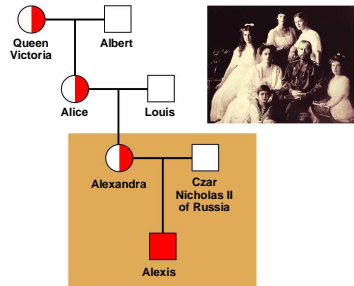 Queen
Victoria
Albert
Alice
Louis
Alexandra
Czar
Nicholas II
of Russia
Alexis